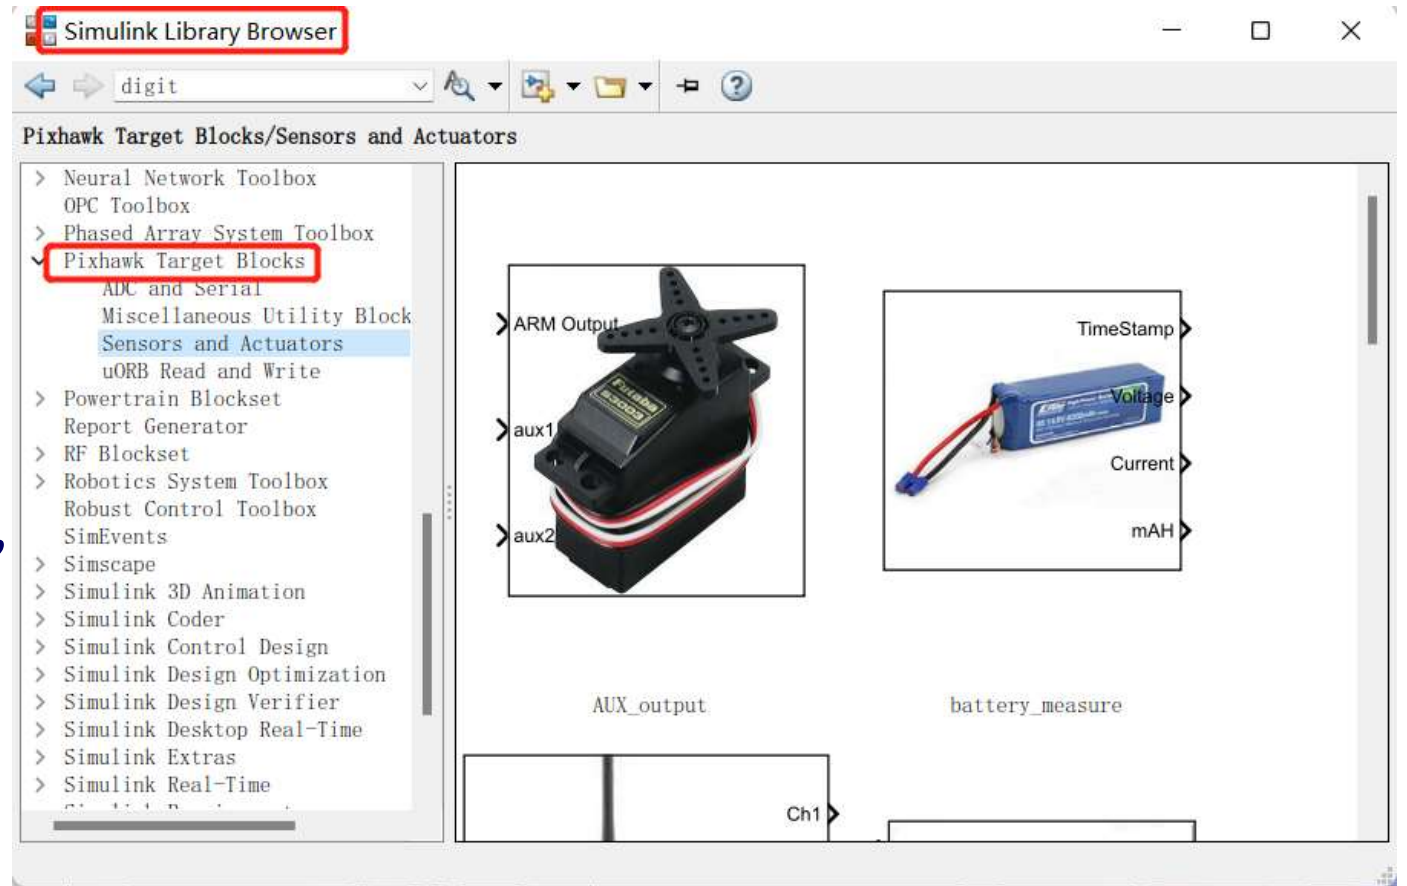 Simulink Library Browser
digit
Pixhawk Target Blocks/Sensors and Actuators
Neural Network Toolbox
OPC Toolbox
Phased Array System Toolbox
Pixhawk Target Blocks
ADC and Serial
Miscellaneous Utility Block
Sensors and Actuators
uORB Read and Write
Powertrain Blockset
Report Generator
RF Blockset
Robotics System Toolbox
Robust Control Toolbox
SimEvents
Simscape
Simulink 3D Animation
Simulink Coder
Simulink Control Design
Simulink Design Optimization
Simulink Design Verifier
Simulink Desktop Real-Time
Simulink Extras
Simulink Real-Time
ARM Output
aux1
aux2
Futaba
S3003
AUX_output
TimeStamp
Voltage
Current
mAH
battery_measure
Ch1